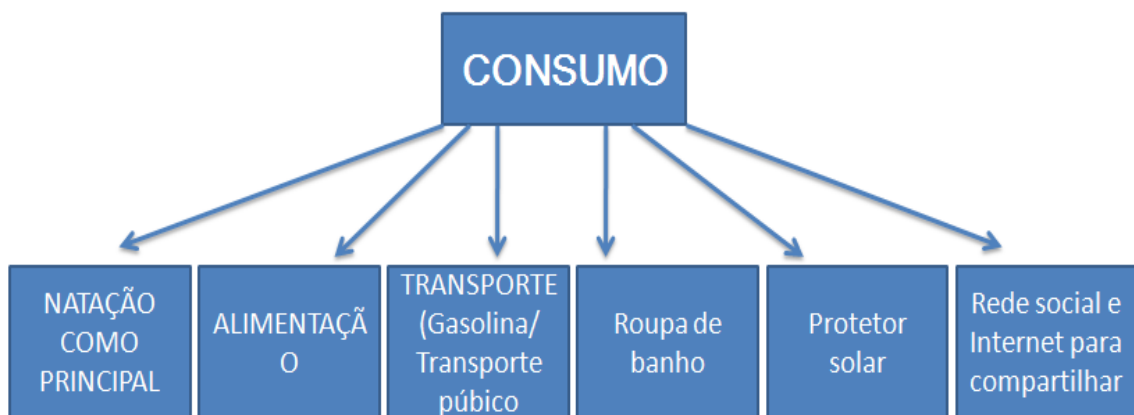 CONSUMO
NATAÇÃO
COMO
PRINCIPAL
ALIMENTAÇÃ
O
TRANSPORTE
(Gasolina/
Transporte
púbico
Roupa de
banho
Protetor
solar
Rede social e
Internet para
compartilhar